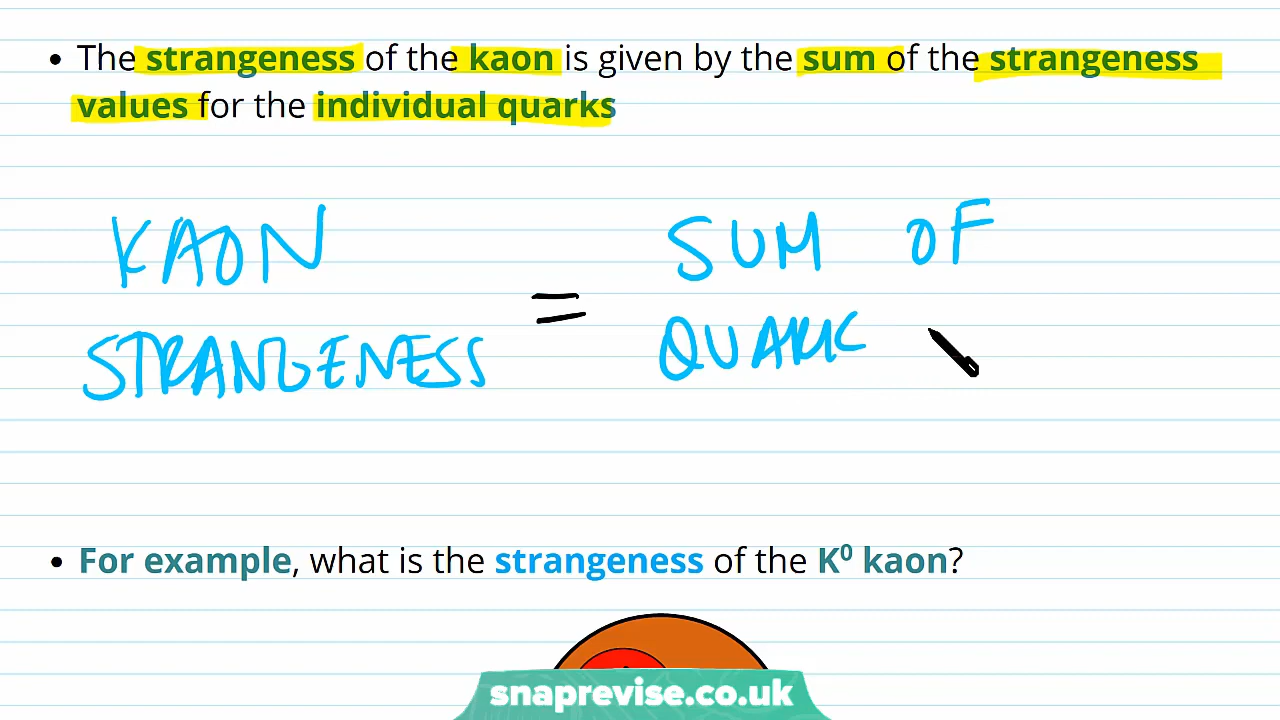 • The strangeness of the kaon is given by the sum of the strangeness
values for the individual quarks
KAON
STRANGENESS
=
SUM OF
QUARK
• For example, what is the strangeness of the K⁰ kaon?
snaprevise.co.uk